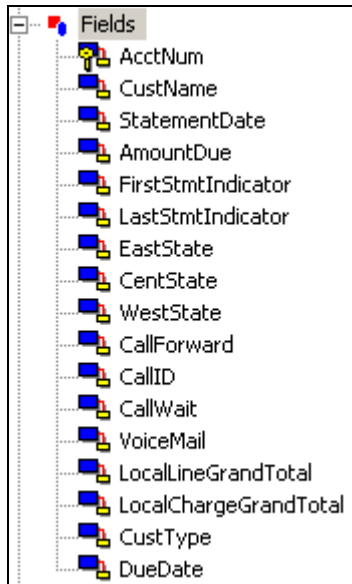 Fields
AcctNum
CustName
StatementDate
AmountDue
FirstStmtIndicator
LastStmtIndicator
EastState
CentState
WestState
CallForward
CallID
CallWait
VoiceMail
LocalLineGrandTotal
LocalChargeGrandTotal
CustType
DueDate